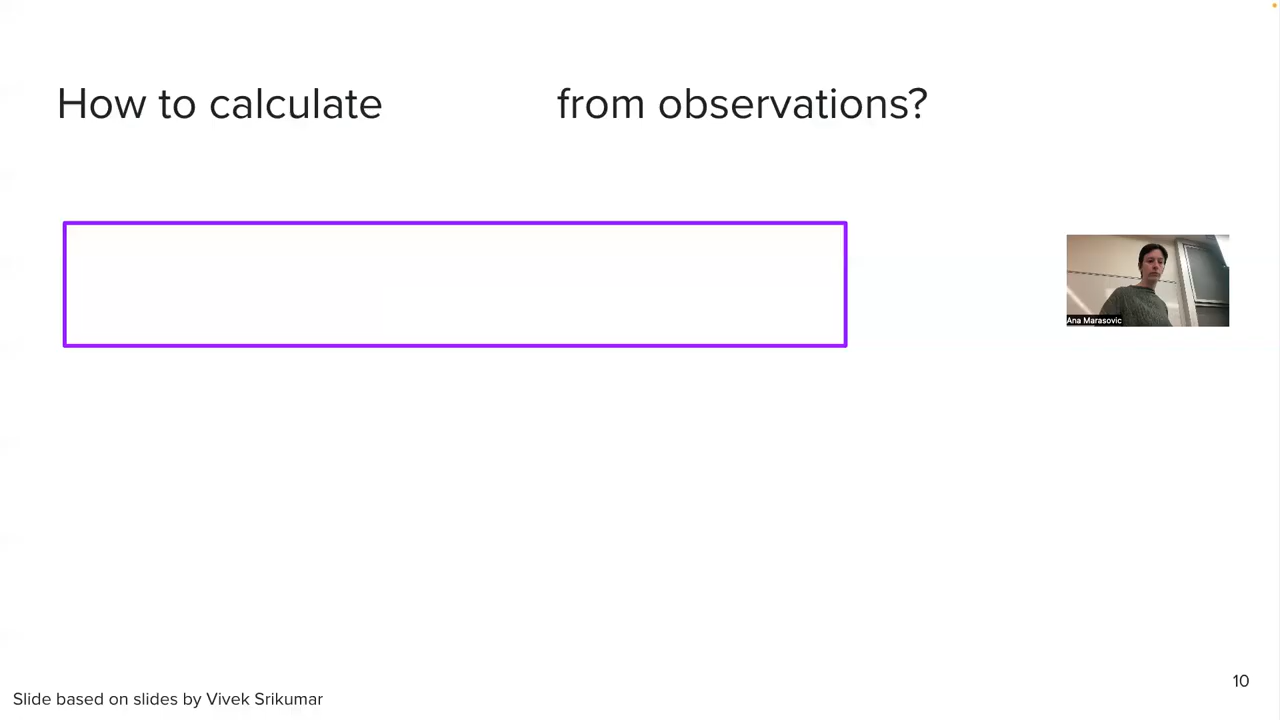 How to calculate from observations?
Ana Marasovic
10
Slide based on slides by Vivek Srikumar